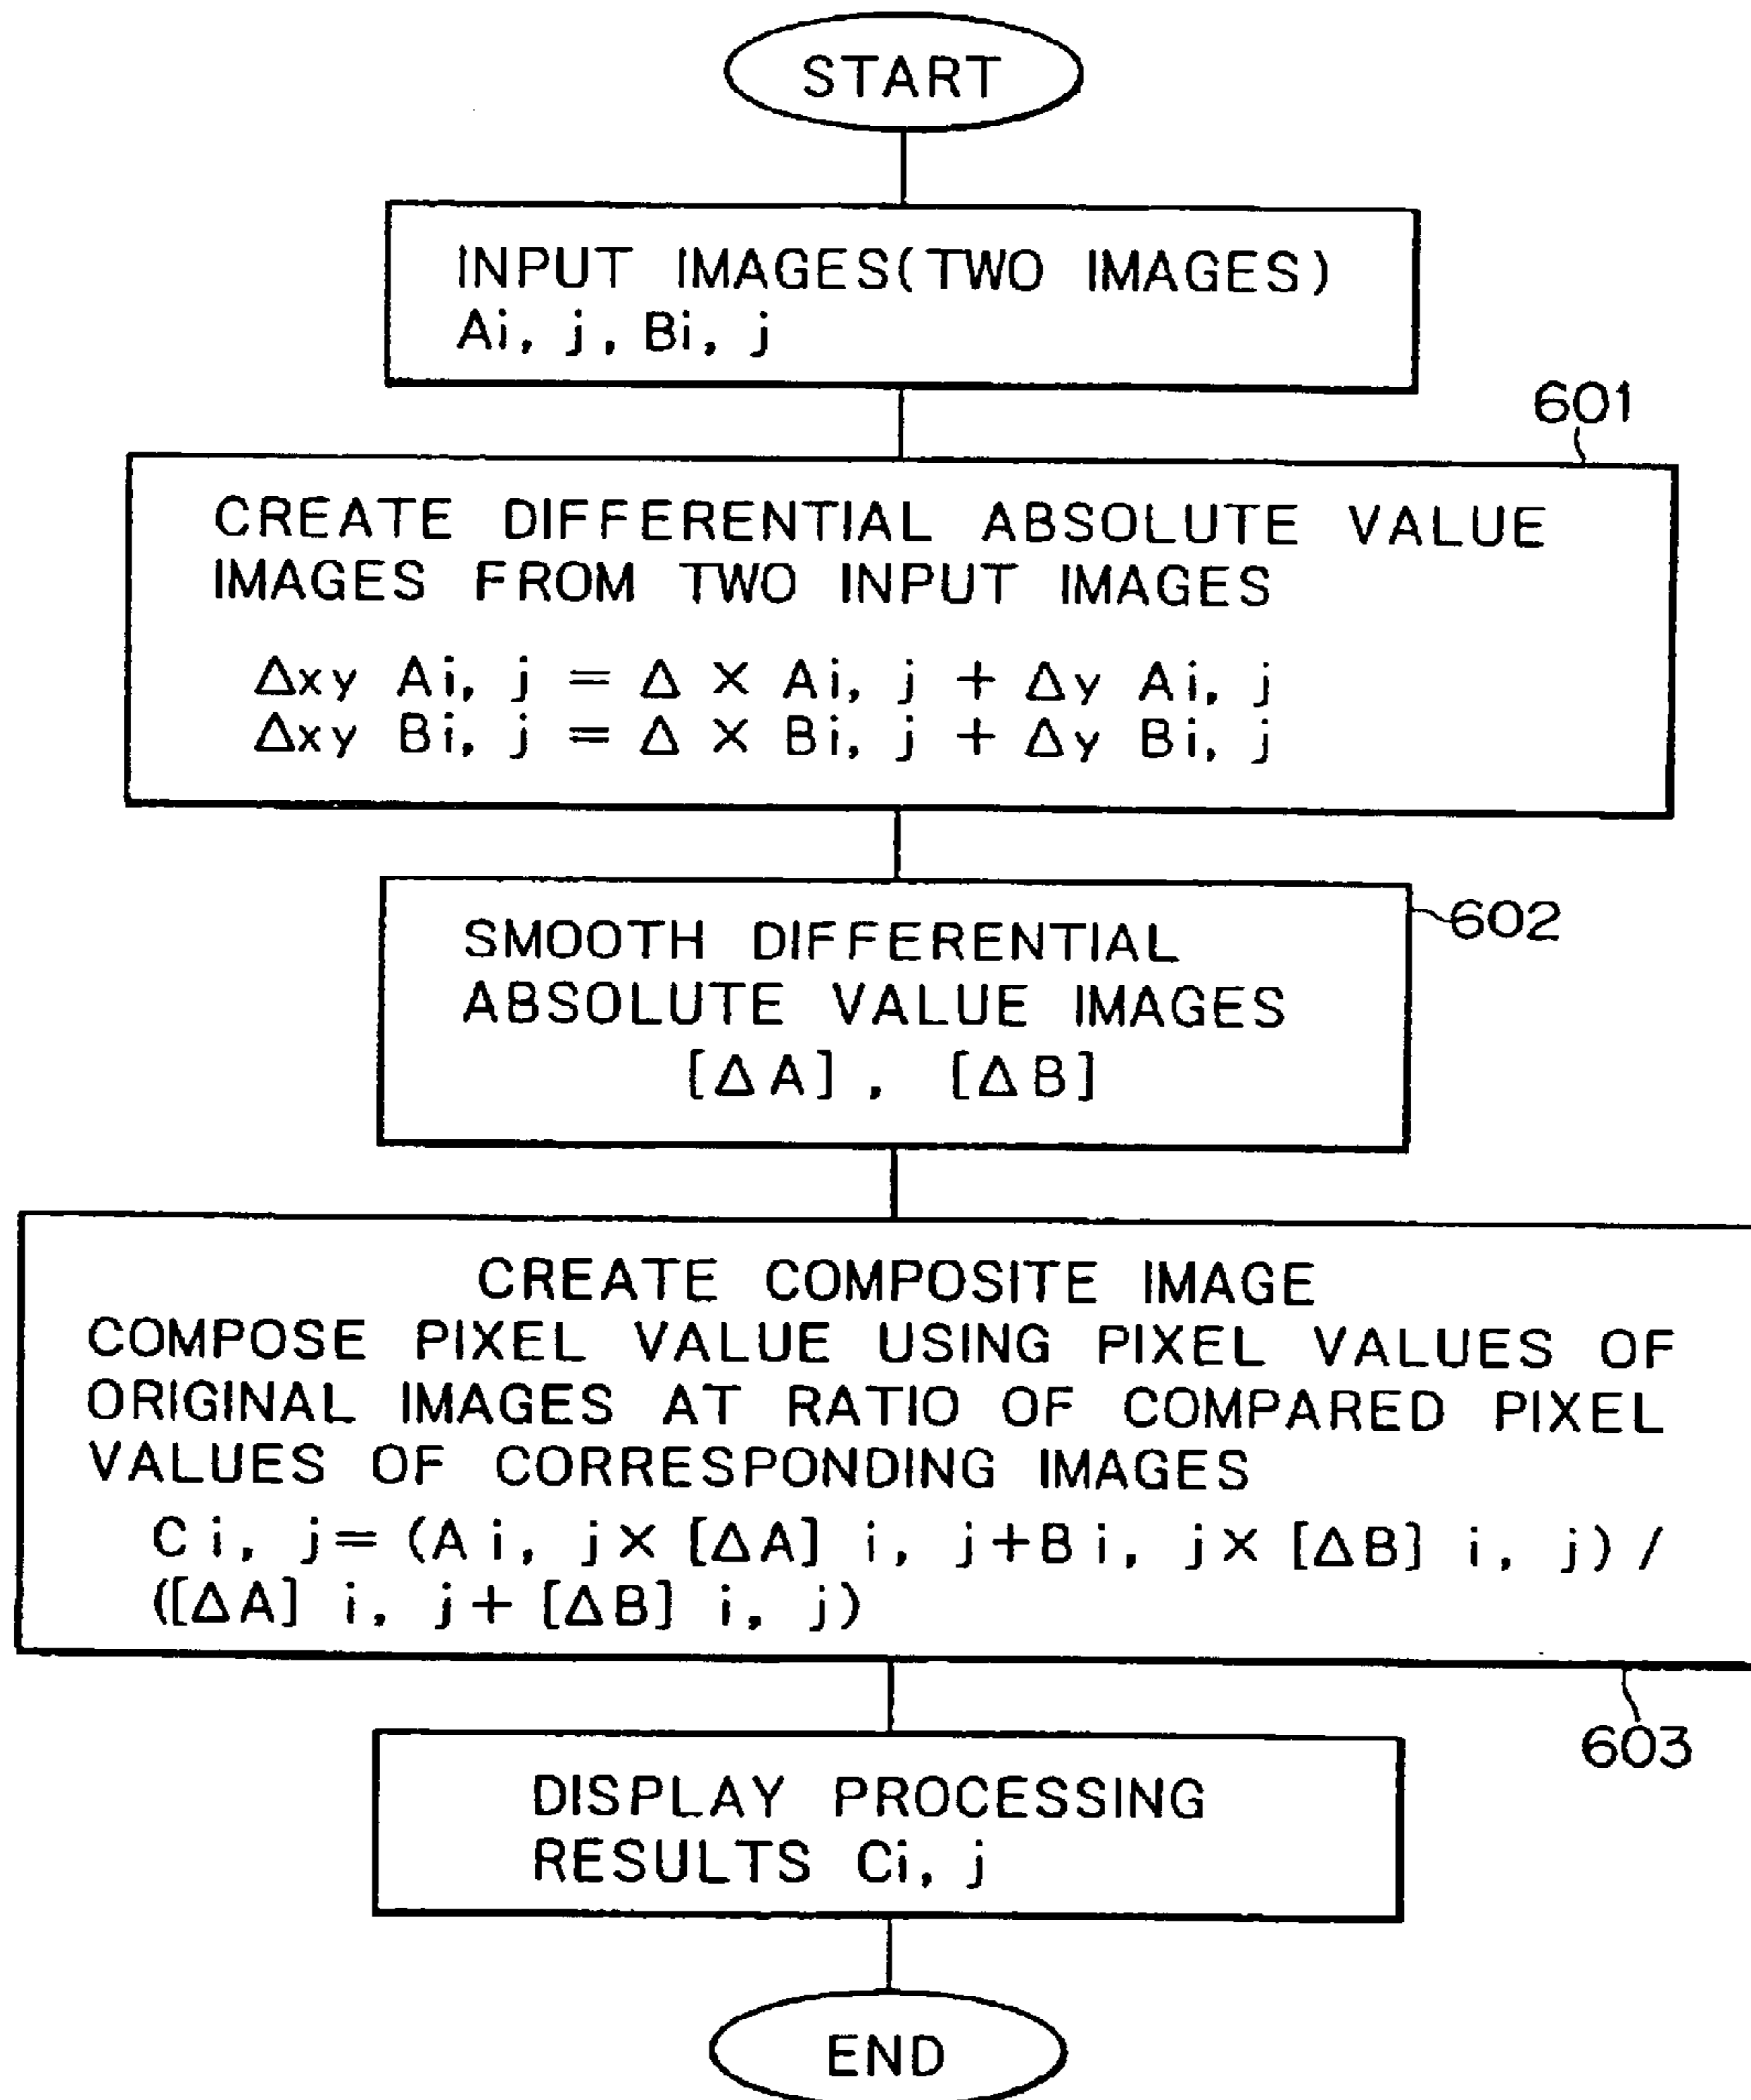 START
INPUT IMAGES(TWO IMAGES)
Ai, j, Bi, j
601
CREATE DIFFERENTIAL ABSOLUTE VALUE
IMAGES FROM TWO INPUT IMAGES
Δxy Ai, j = Δ × Ai, j + Δy Ai, j
Δxy Bi, j = Δ × Bi, j + Δy Bi, j
602
SMOOTH DIFFERENTIAL
ABSOLUTE VALUE IMAGES
[ΔA] , [ΔB]
CREATE COMPOSITE IMAGE
COMPOSE PIXEL VALUE USING PIXEL VALUES OF
ORIGINAL IMAGES AT RATIO OF COMPARED PIXEL
VALUES OF CORRESPONDING IMAGES
Ci, j= (Ai, j× [ΔA] i, j+Bi, j× [ΔB] i, j) /
([ΔA] i, j+ [ΔB] i, j)
603
DISPLAY PROCESSING
RESULTS Ci, j
END